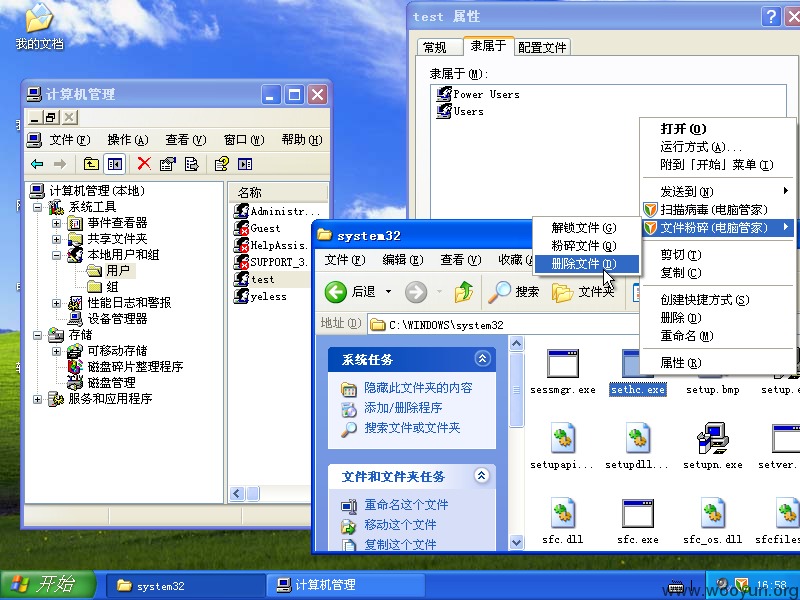 我的文档
计算机管理
文件(F) 操作(A) 查看(V) 窗口(W) 帮助(H)
计算机管理(本地)
系统工具
事件查看器
共享文件夹
本地用户和组
用户
组
性能日志和警报
设备管理器
存储
可移动存储
磁盘碎片整理程序
磁盘管理
服务和应用程序
名称
Administr...
Guest
HelpAssis.
SUPPORT_3.
test
yeless
test 属性
常规 隶属于 配置文件
隶属于(M):
Power Users
Users
打开(O)
运行方式(A)...
附到「开始」菜单(I)
发送到(N)
扫描病毒(电脑管家)
文件粉碎(电脑管家)
剪切(T)
复制(C)
创建快捷方式(S)
删除(D)
重命名(M)
属性(R)
解锁文件(G)
粉碎文件(Q)
删除文件(I)
system32
文件(F) 编辑(E) 查看(V) 收藏
后退 搜索 文件夹
地址(D) C:\WINDOWS\system32
系统任务
隐藏此文件夹的内容
添加/删除程序
搜索文件或文件夹
文件和文件夹任务
重命名这个文件
移动这个文件
复制这个文件
sessmgr.exe sethc.exe setup.bmp setup.e
setupapi... setupdll... setupn.exe setver.
sfc.dll sfc.exe sfc_os.dll sfcfiles
开始 system32 计算机管理 16:58
www.wooyun.org